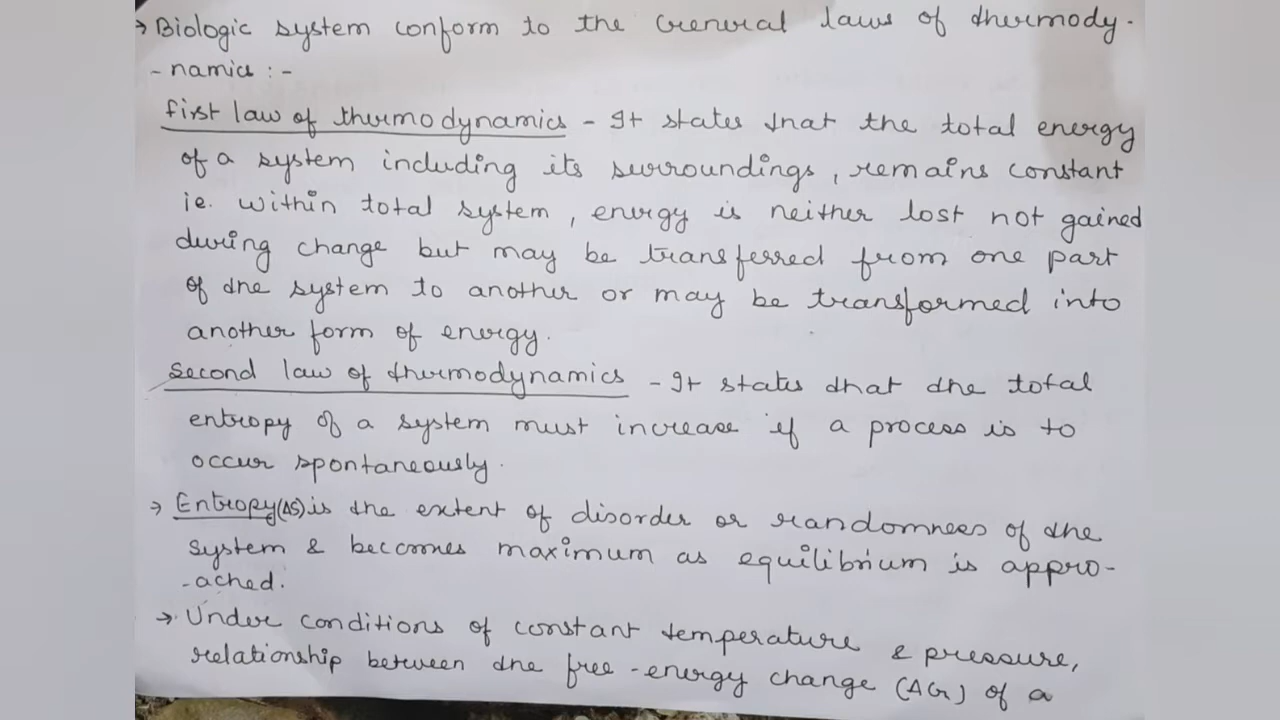 → Biologic system conform to the General laws of thermody-
- namics : -
first law of thermodynamics - It states that the total energy
of a system including its surroundings, remains constant
ie. within total system, energy is neither lost not gained
during change but may be transferred from one part
of the system to another or may be transformed into
another form of energy.
Second law of thermodynamics - It states that the total
entropy of a system must increase if a process is to
occur spontaneously.
→ Entropy(ΔS) is the extent of disorder or randomness of the
system & becomes maximum as equilibrium is appro-
-ached.
→ Under conditions of constant temperature & pressure,
relationship between the free-energy change (ΔG) of a